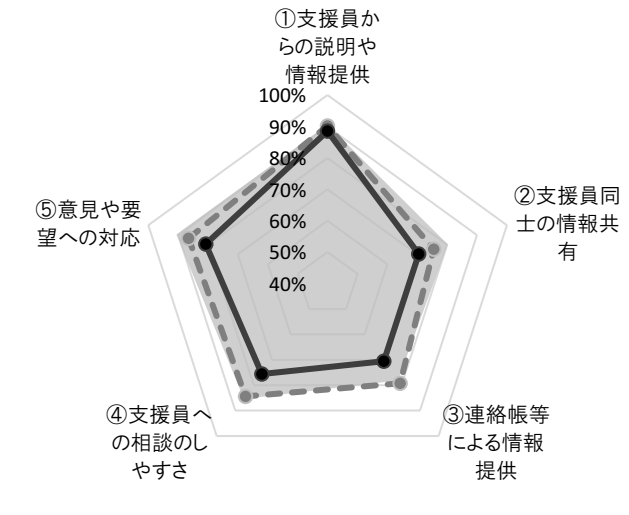 ①支援員か
らの説明や
情報提供
100%
90%
80%
70%
60%
50%
40%
②支援員同
士の情報共
有
③連絡帳等
による情報
提供
④支援員へ
の相談のし
やすさ
⑤意見や要
望への対応